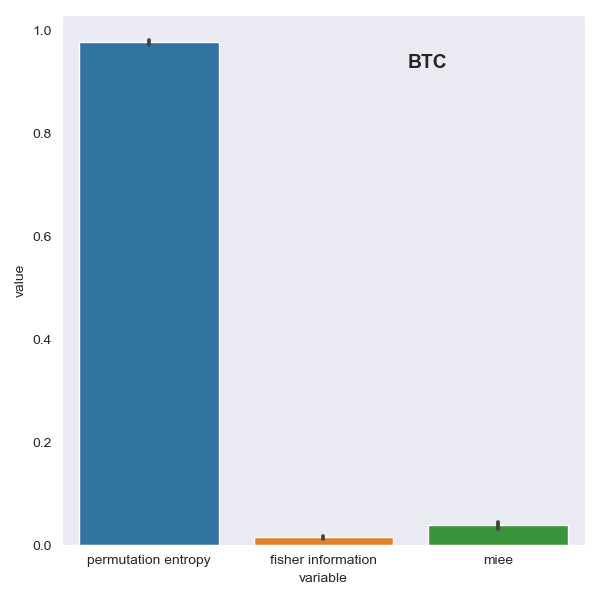 BTC
1.0
0.8
0.6
0.4
0.2
0.0
value
permutation entropy fisher information miee
variable